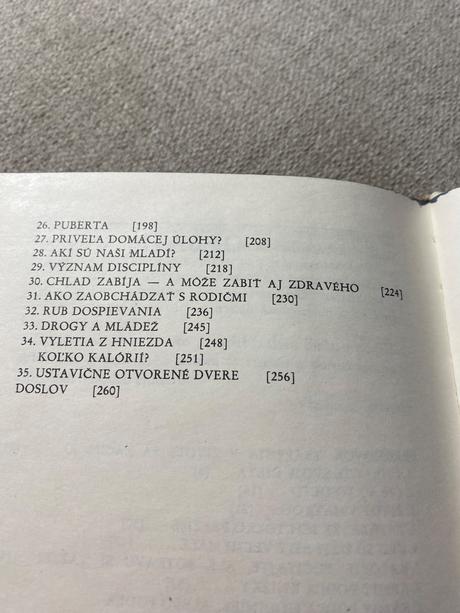 26. PUBERTA [198]
27. PRIVEĽA DOMÁCEJ ÚLOHY? [208]
28. AKÍ SÚ NAŠI MLADÍ? [212]
29. VÝZNAM DISCIPLÍNY [218]
30. CHLAD ZABÍJA — A MÔŽE ZABIŤ AJ ZDRAVÉHO [224]
31. AKO ZAOBCHÁDZAŤ S RODIČMI [230]
32. RUB DOSPIEVANIA [236]
33. DROGY A MLÁDEŽ [245]
34. VYLETIA Z HNIEZDA [248]
KOĽKO KALÓRIÍ? [251]
35. USTAVIČNE OTVORENÉ DVERE [256]
DOSLOV [260]